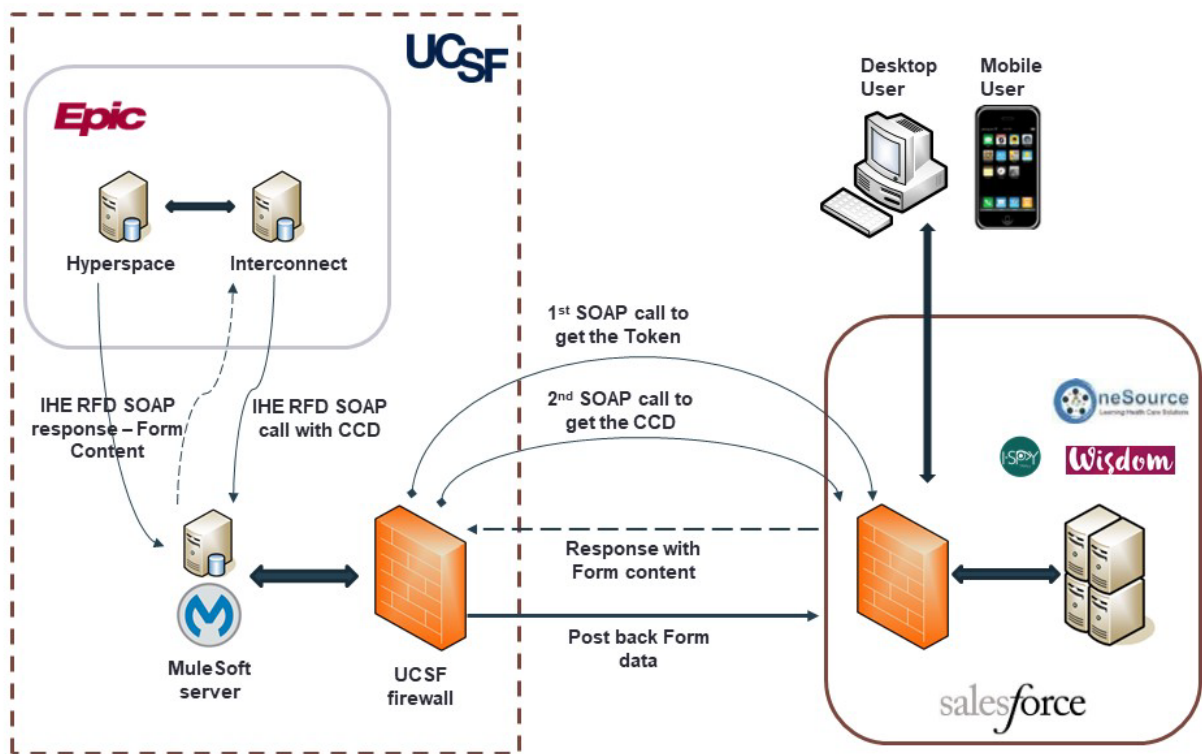 UCSF
Epic
Hyperspace
Interconnect
IHE RFD SOAP
response – Form
Content
IHE RFD SOAP
call with CCD
MuleSoft
server
UCSF
firewall
1st SOAP call to
get the Token
2nd SOAP call to
get the CCD
Response with
Form content
Post back Form
data
Desktop
User
Mobile
User
OneSource
Learning Health Care Solutions
I-SPY
Wisdom
salesforce